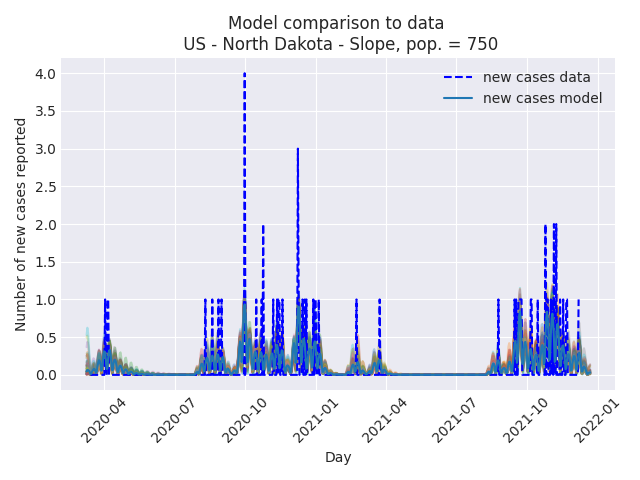 Model comparison to data
US - North Dakota - Slope, pop. = 750
new cases data
new cases model
Number of new cases reported
4.0
3.5
3.0
2.5
2.0
1.5
1.0
0.5
0.0
2020-04
2020-07
2020-10
2021-01
2021-04
2021-07
2021-10
2022-01
Day